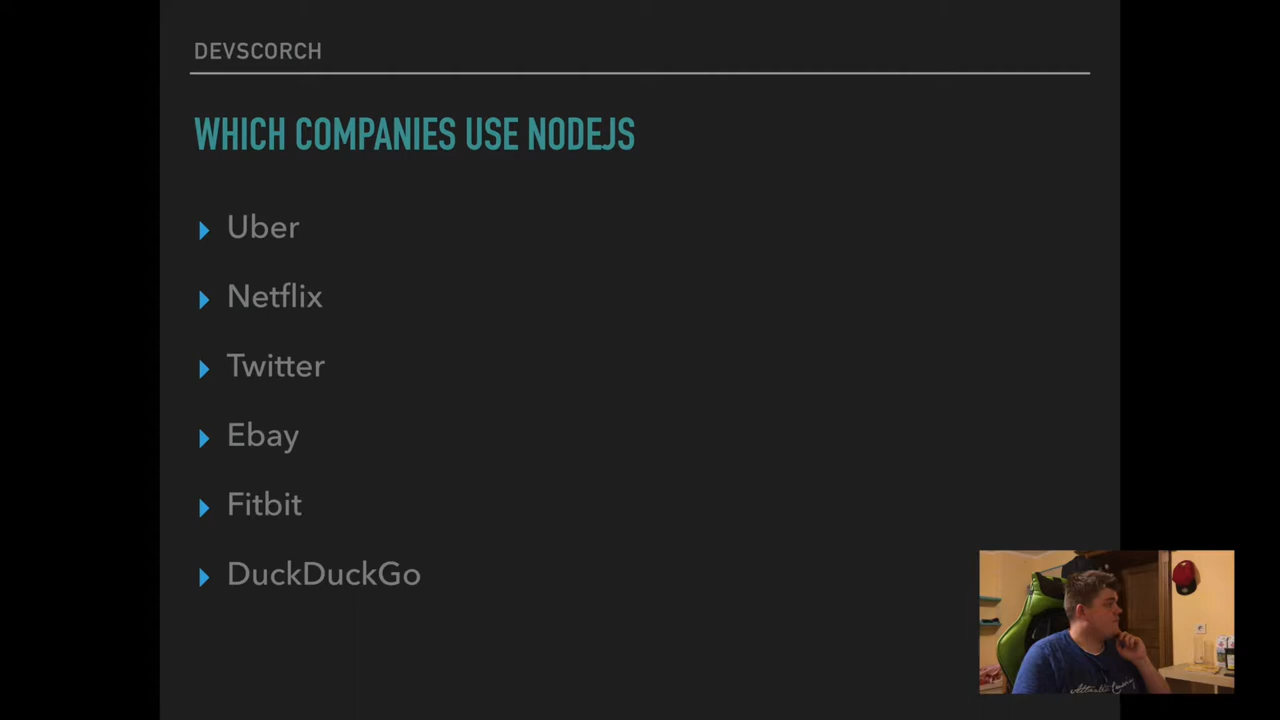 DEVSCORCH
WHICH COMPANIES USE NODEJS
Uber
Netflix
Twitter
Ebay
Fitbit
DuckDuckGo